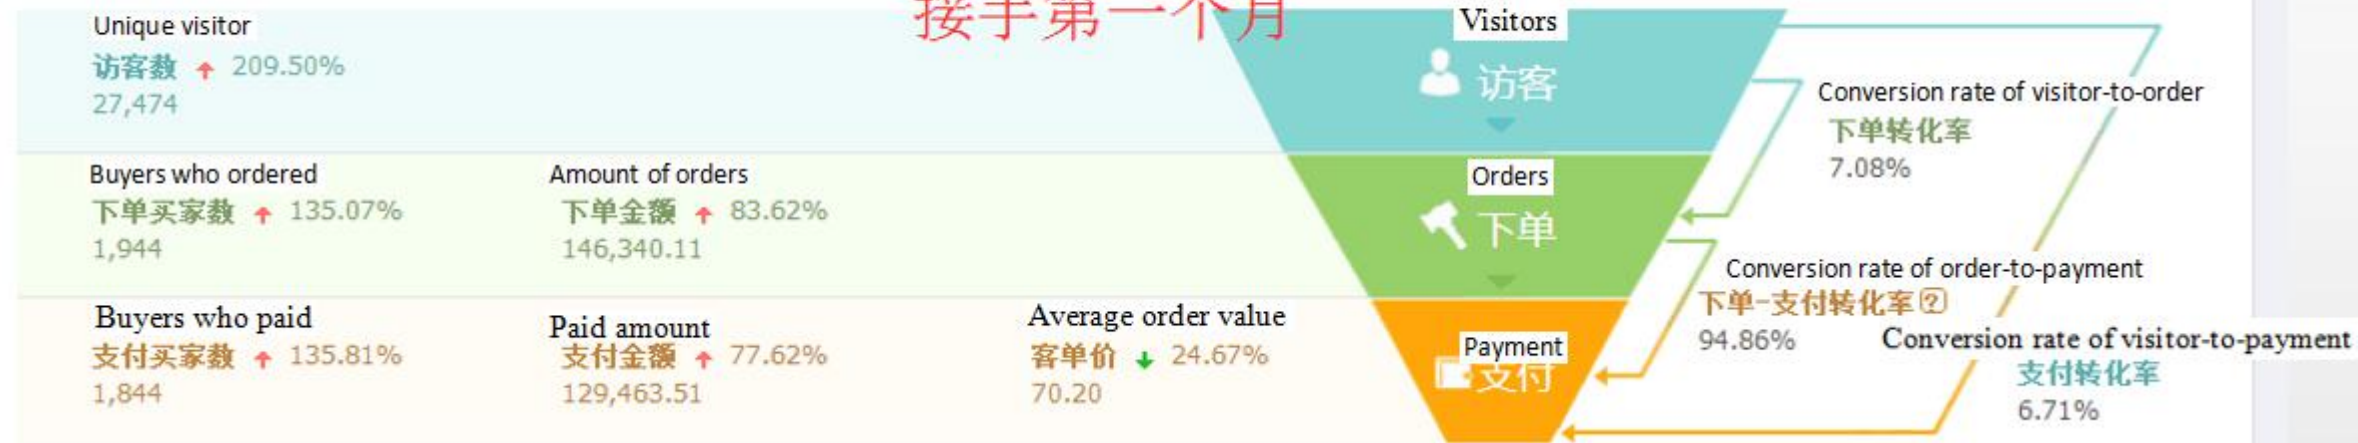 接手第一个月
Unique visitor
访客数 ↑ 209.50%
27,474
Visitors
访客
Conversion rate of visitor-to-order
下单转化率
7.08%
Buyers who ordered
下单买家数 ↑ 135.07%
1,944
Amount of orders
下单金额 ↑ 83.62%
146,340.11
Orders
下单
Conversion rate of order-to-payment
下单-支付转化率?
94.86%
Buyers who paid
支付买家数 ↑ 135.81%
1,844
Paid amount
支付金额 ↑ 77.62%
129,463.51
Average order value
客单价 ↓ 24.67%
70.20
Payment
支付
Conversion rate of visitor-to-payment
支付转化率
6.71%